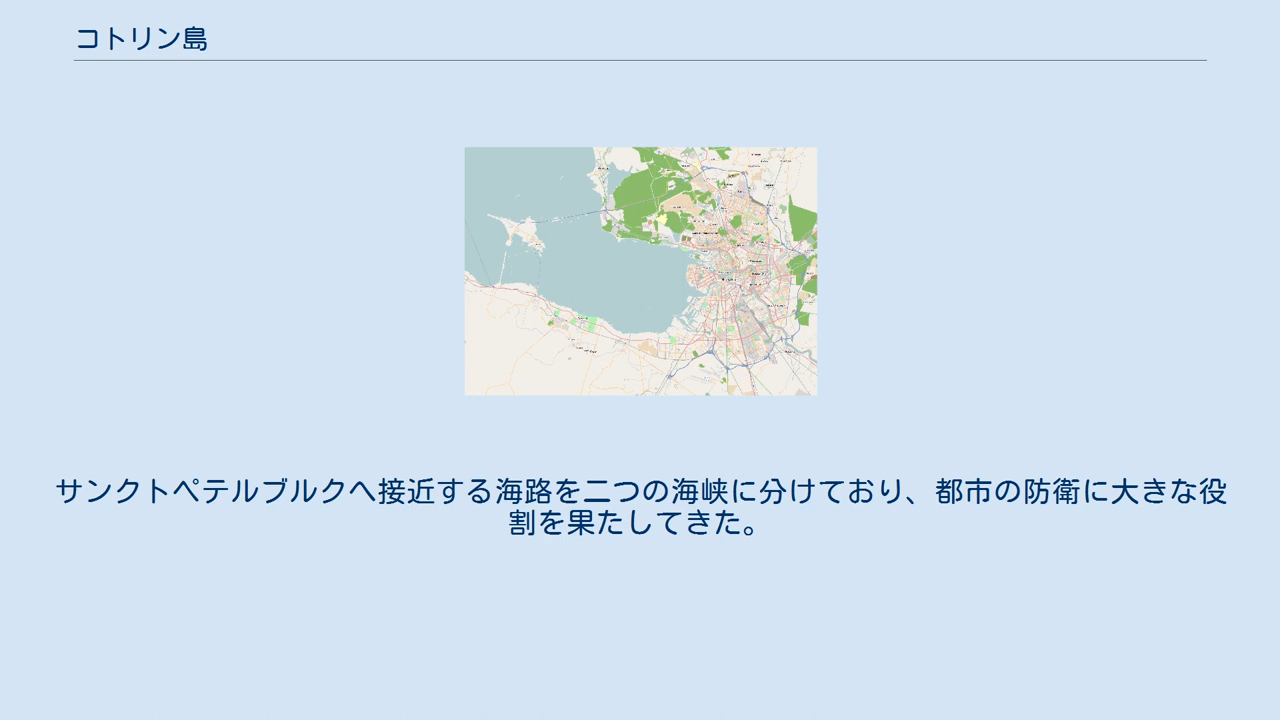 コトリン島
サンクトペテルブルクへ接近する海路を二つの海峡に分けており、都市の防衛に大きな役
割を果たしてきた。